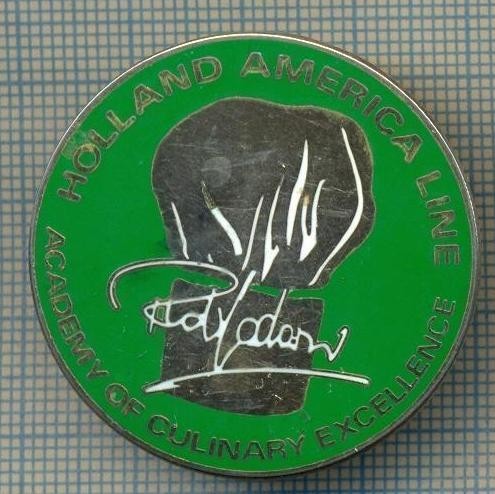 HOLLAND AMERICA LINE
ACADEMY OF CULINARY EXCELLENCE